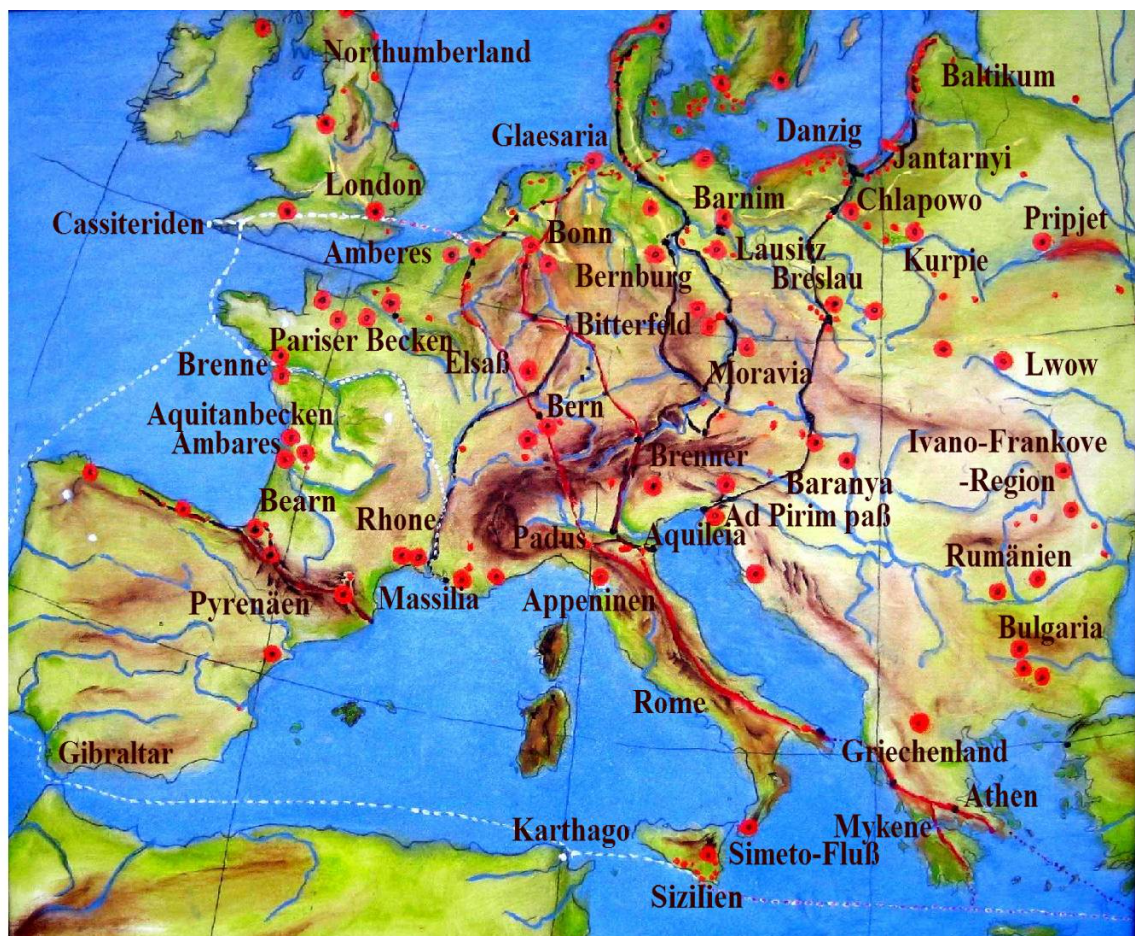 Northumberland
Baltikum
Glaesaria
Danzig
Jantarnyi
London
Barnim
Chlapowo
Cassiteriden
Pripjet
Amberes
Bonn
Lausitz
Kurpie
Bernburg
Breslau
Bitterfeld
Pariser Becken
Brenne
Elsaß
Moravia
Lwow
Aquitanbecken
Bern
Ambares
Ivano-Frankove
-Region
Brenner
Baranya
Bearn
Rhone
Padus
Aquileia
Ad Pirim paß
Rumänien
Pyrenäen
Massilia
Appeninen
Bulgaria
Rome
Gibraltar
Griechenland
Athen
Karthago
Mykene
Simeto-Fluß
Sizilien